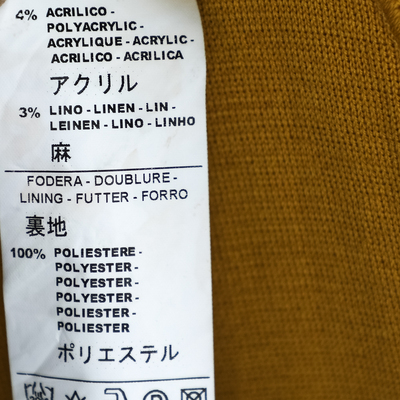 4% ACRILICO -
POLYACRYLIC -
ACRYLIQUE - ACRYLIC -
ACRILICO - ACRILICA
アクリル
3% LINO - LINEN - LIN -
LEINEN - LINO - LINHO
麻
FODERA - DOUBLURE -
LINING - FUTTER - FORRO
裏地
100% POLIESTERE -
POLYESTER -
POLYESTER -
POLYESTER -
POLIESTER -
POLIESTER
ポリエステル